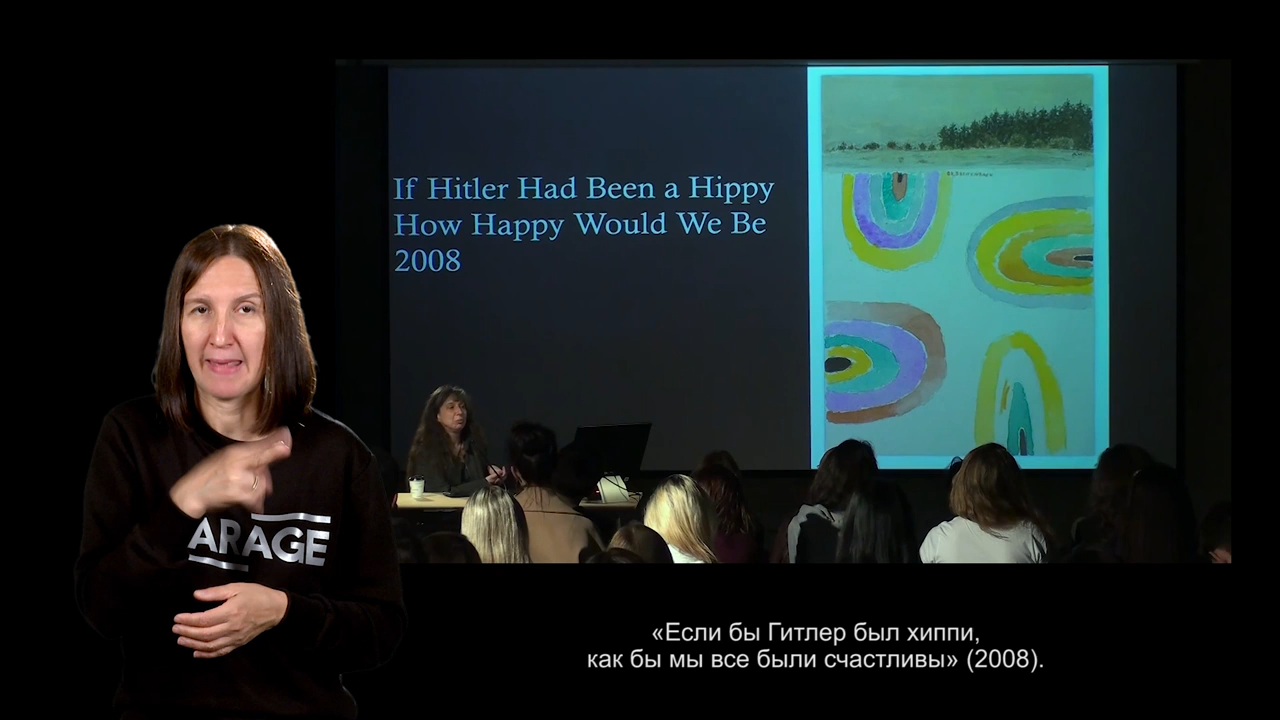 If Hitler Had Been a Hippy
How Happy Would We Be
2008
ARAGE
«Если бы Гитлер был хиппи,
как бы мы все были счастливы» (2008).